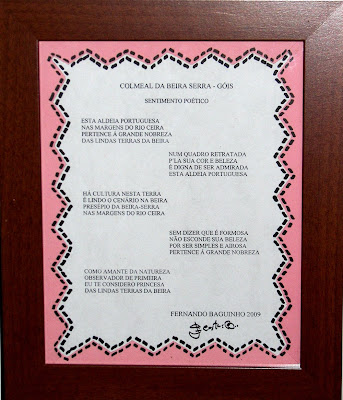 COLMEAL DA BEIRA SERRA - GÓIS
SENTIMENTO POÉTICO
ESTA ALDEIA PORTUGUESA
NAS MARGENS DO RIO CEIRA
PERTENCE Á GRANDE NOBREZA
DAS LINDAS TERRAS DA BEIRA
NUM QUADRO RETRATADA
P'LA SUA COR E BELEZA
É DIGNA DE SER ADMIRADA
ESTA ALDEIA PORTUGUESA
HÁ CULTURA NESTA TERRA
É LINDO O CENÁRIO NA BEIRA
PRESÉPIO DA BEIRA-SERRA
NAS MARGENS DO RIO CEIRA
SEM DIZER QUE É FORMOSA
NÃO ESCONDE SUA BELEZA
POR SER SIMPLES E AIROSA
PERTENCE Á GRANDE NOBREZA
COMO AMANTE DA NATUREZA
OBSERVADOR DE PRIMEIRA
EU TE CONSIDERO PRINCESA
DAS LINDAS TERRAS DA BEIRA
FERNANDO BAGUINHO 2009